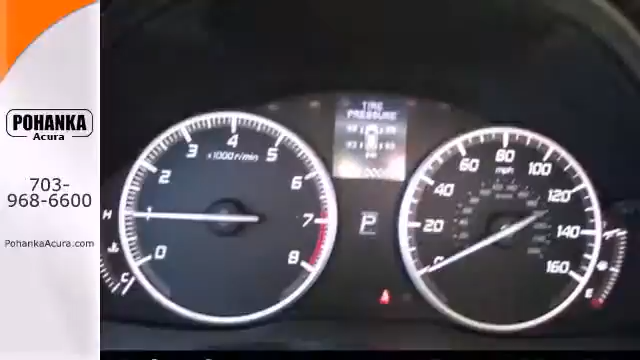 POHANKA
Acura
703-
968-6600
PohankaAcura.com
TIRE
PRESSURE
x1000r/min
0
1
2
3
4
5
6
7
8
H
C
P
mph
20
40
60
80
100
120
140
160
E